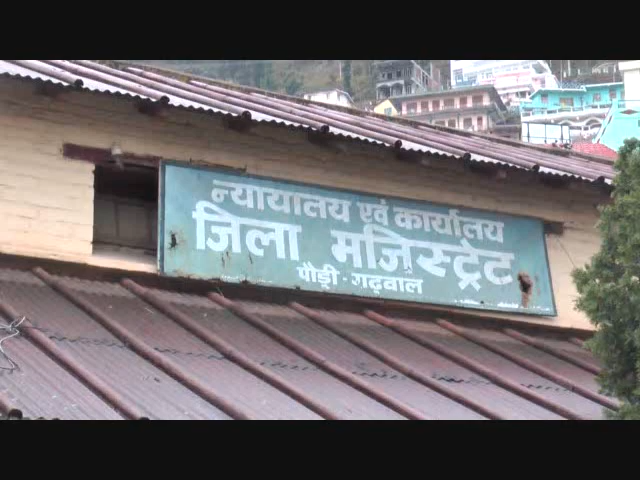 न्यायालय एवं कार्यालय
जिला मजिस्ट्रेट
पौड़ी - गढ़वाल